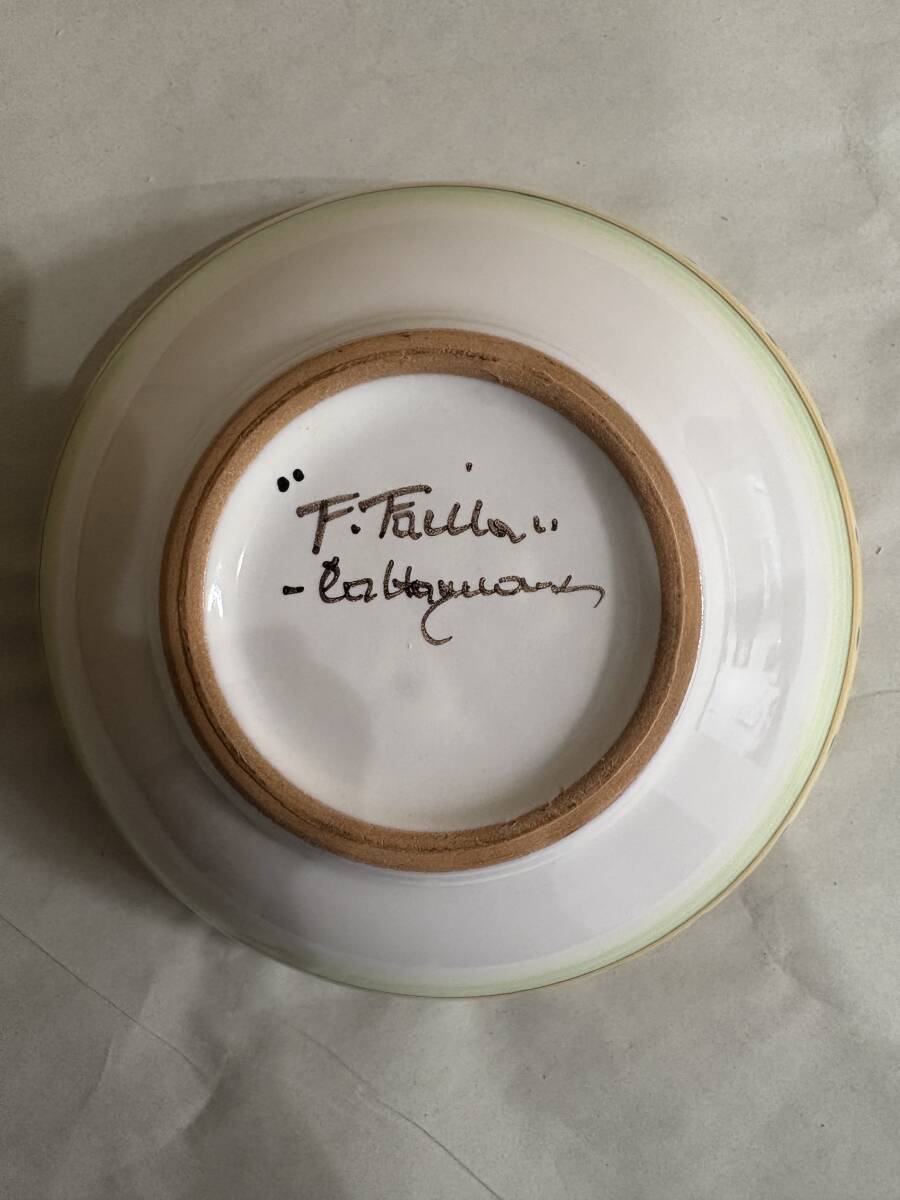 "F. Failla"
- Caltagirone -